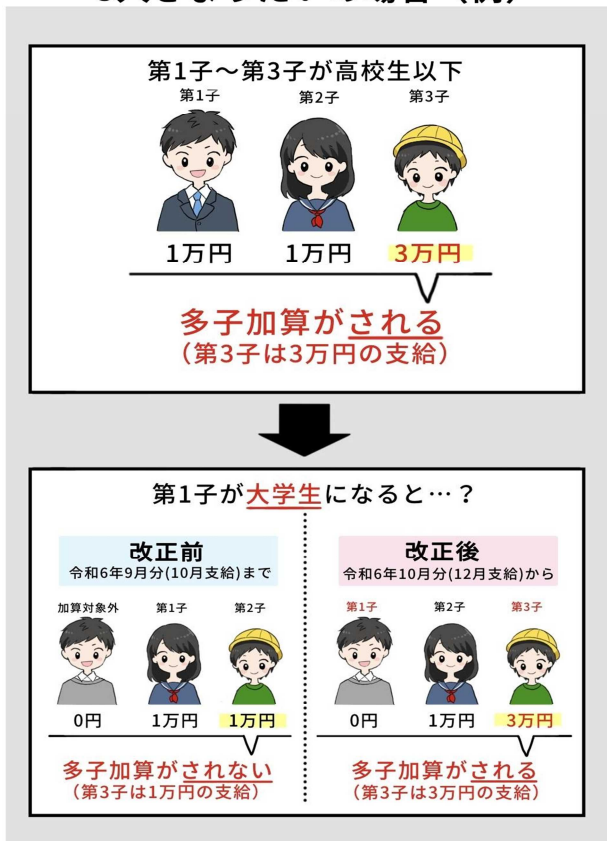 第1子～第3子が高校生以下
第1子 第2子 第3子
1万円 1万円 3万円
多子加算がされる
（第3子は3万円の支給）
第1子が大学生になると…？
改正前
令和6年9月分(10月支給)まで
加算対象外 第1子 第2子
0円 1万円 1万円
多子加算がされない
（第3子は1万円の支給）
改正後
令和6年10月分(12月支給)から
第1子 第2子 第3子
0円 1万円 3万円
多子加算がされる
（第3子は3万円の支給）